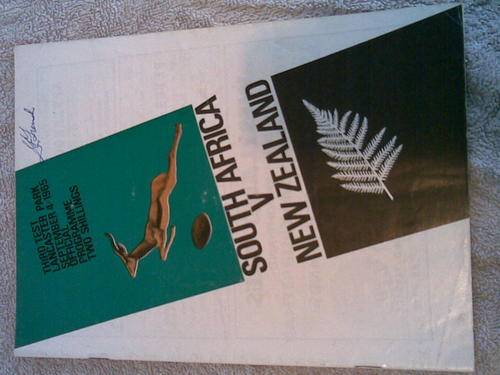 THIRD TEST
LANCASTER PARK
SEPTEMBER 4 1965
OFFICIAL
PROGRAMME
TWO SHILLINGS
SOUTH AFRICA
V
NEW ZEALAND